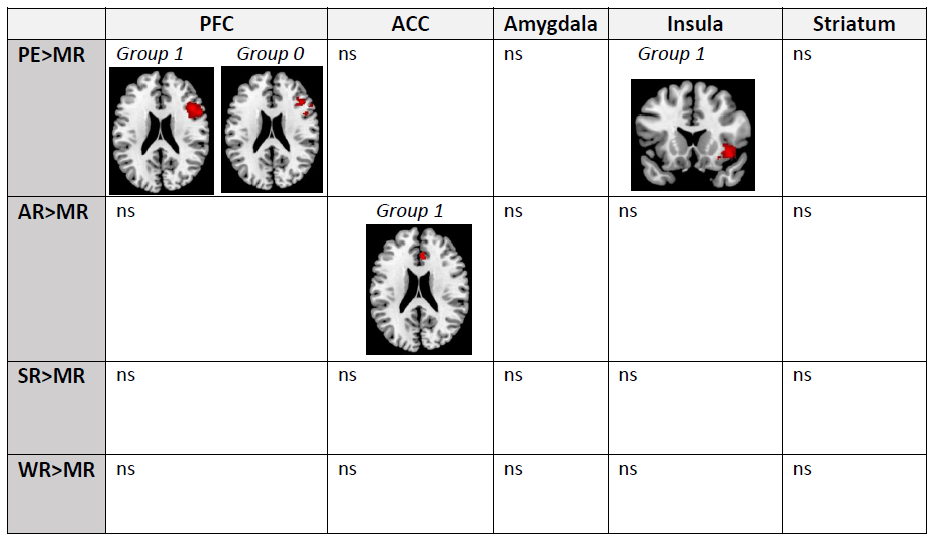 PFC ACC Amygdala Insula Striatum
PE>MR Group 1 Group 0 ns ns Group 1 ns
AR>MR ns Group 1 ns ns ns
SR>MR ns ns ns ns ns
WR>MR ns ns ns ns ns